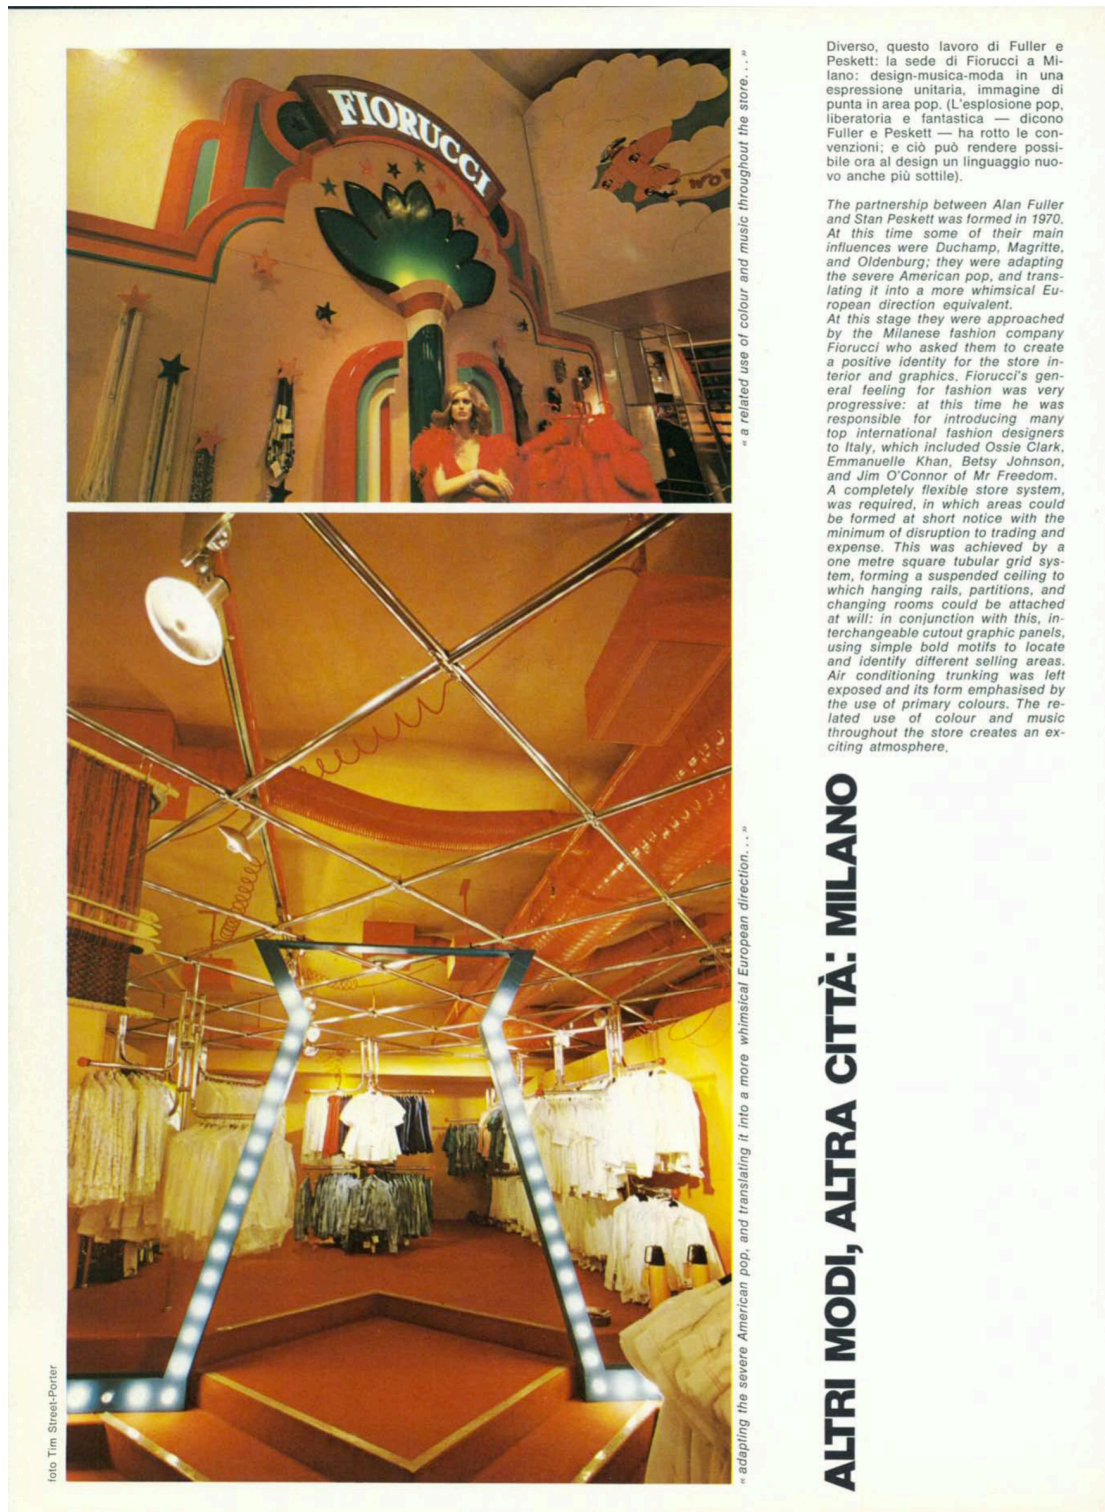 FIORUCCI
« a related use of colour and music throughout the store...»
« adapting the severe American pop, and translating it into a more whimsical European direction...»
foto Tim Street-Porter
Diverso, questo lavoro di Fuller e
Peskett: la sede di Fiorucci a Mi-
lano: design-musica-moda in una
espressione unitaria, immagine di
punta in area pop. (L'esplosione pop,
liberatoria e fantastica — dicono
Fuller e Peskett — ha rotto le con-
venzioni; e ciò può rendere possi-
bile ora al design un linguaggio nuo-
vo anche più sottile).
The partnership between Alan Fuller
and Stan Peskett was formed in 1970.
At this time some of their main
influences were Duchamp, Magritte,
and Oldenburg; they were adapting
the severe American pop, and trans-
lating it into a more whimsical Eu-
ropean direction equivalent.
At this stage they were approached
by the Milanese fashion company
Fiorucci who asked them to create
a positive identity for the store in-
terior and graphics. Fiorucci's gen-
eral feeling for fashion was very
progressive: at this time he was
responsible for introducing many
top international fashion designers
to Italy, which included Ossie Clark,
Emmanuelle Khan, Betsy Johnson,
and Jim O'Connor of Mr Freedom.
A completely flexible store system,
was required, in which areas could
be formed at short notice with the
minimum of disruption to trading and
expense. This was achieved by a
one metre square tubular grid sys-
tem, forming a suspended ceiling to
which hanging rails, partitions, and
changing rooms could be attached
at will: in conjunction with this, in-
terchangeable cutout graphic panels,
using simple bold motifs to locate
and identify different selling areas.
Air conditioning trunking was left
exposed and its form emphasised by
the use of primary colours. The re-
lated use of colour and music
throughout the store creates an ex-
citing atmosphere.
ALTRI MODI, ALTRA CITTÀ: MILANO